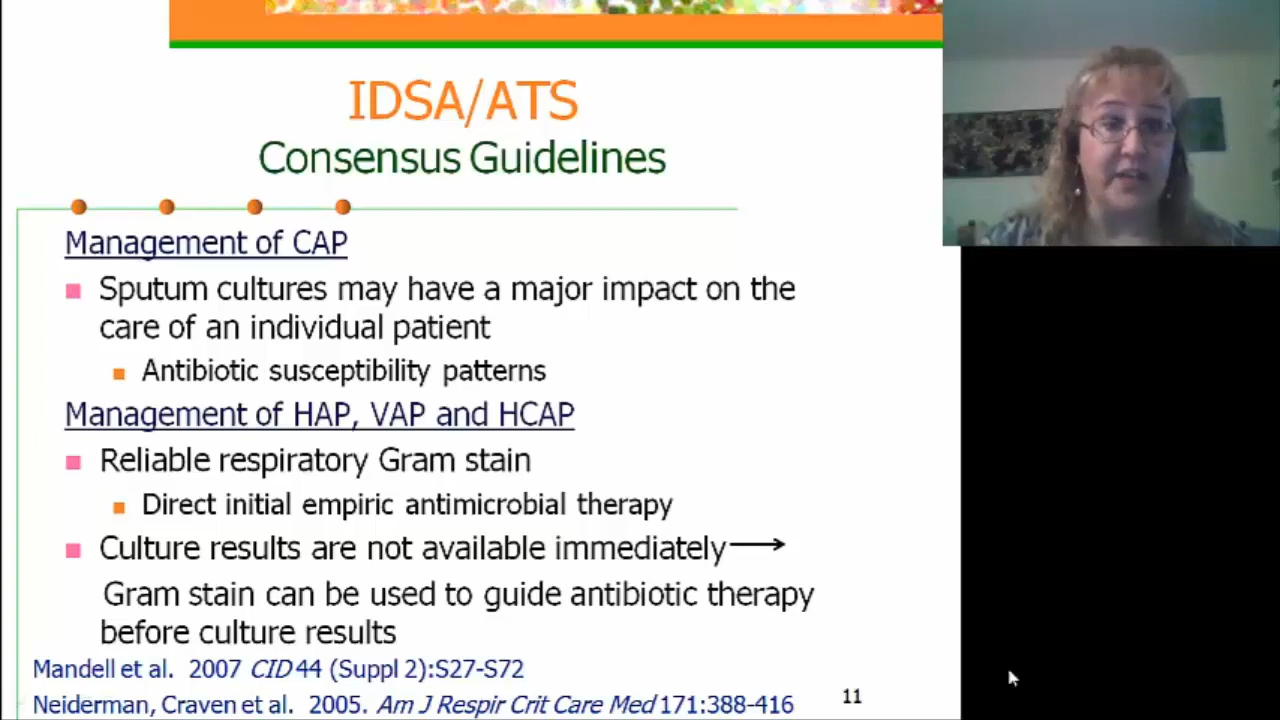 IDSA/ATS
Consensus Guidelines
Management of CAP
Sputum cultures may have a major impact on the
care of an individual patient
Antibiotic susceptibility patterns
Management of HAP, VAP and HCAP
Reliable respiratory Gram stain
Direct initial empiric antimicrobial therapy
Culture results are not available immediately→
Gram stain can be used to guide antibiotic therapy
before culture results
Mandell et al. 2007 CID 44 (Suppl 2):S27-S72
Neiderman, Craven et al. 2005. Am J Respir Crit Care Med 171:388-416
11